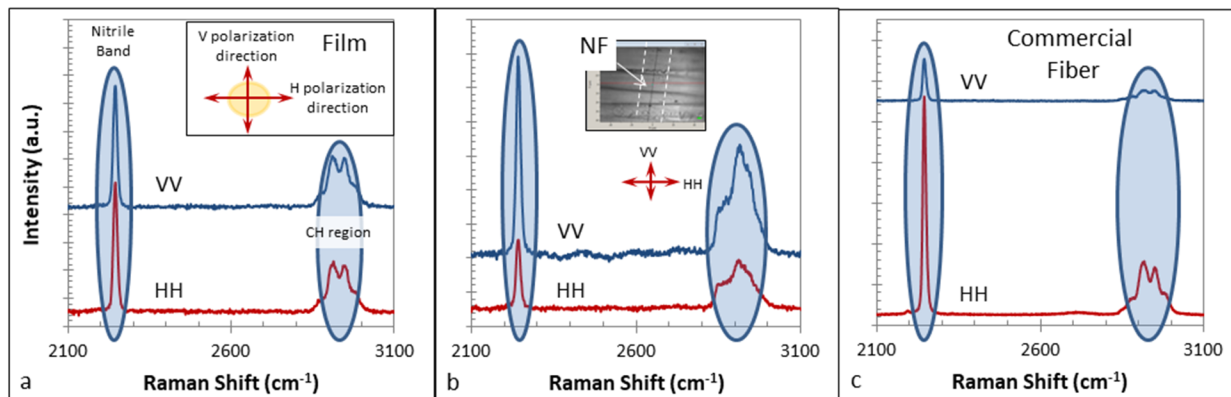 Intensity (a.u.)
Nitrile
Band
V polarization
direction
Film
H polarization
direction
VV
CH region
HH
2100
2600
3100
Raman Shift (cm⁻¹)
a
NF
VV
HH
VV
HH
2100
2600
3100
Raman Shift (cm⁻¹)
b
Commercial
Fiber
VV
HH
2100
2600
3100
Raman Shift (cm⁻¹)
c